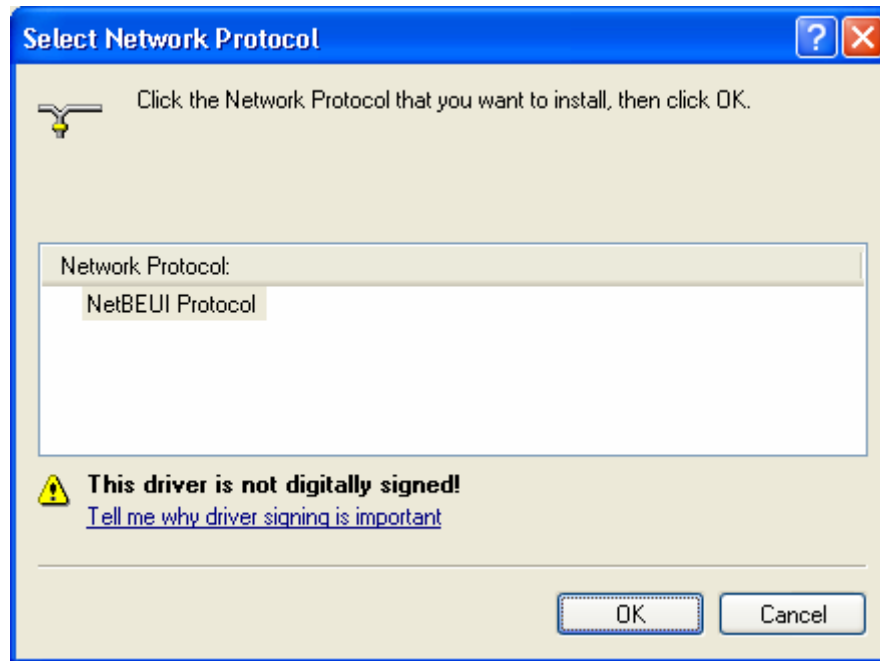 Select Network Protocol
Click the Network Protocol that you want to install, then click OK.
Network Protocol:
NetBEUI Protocol
This driver is not digitally signed!
Tell me why driver signing is important
OK Cancel